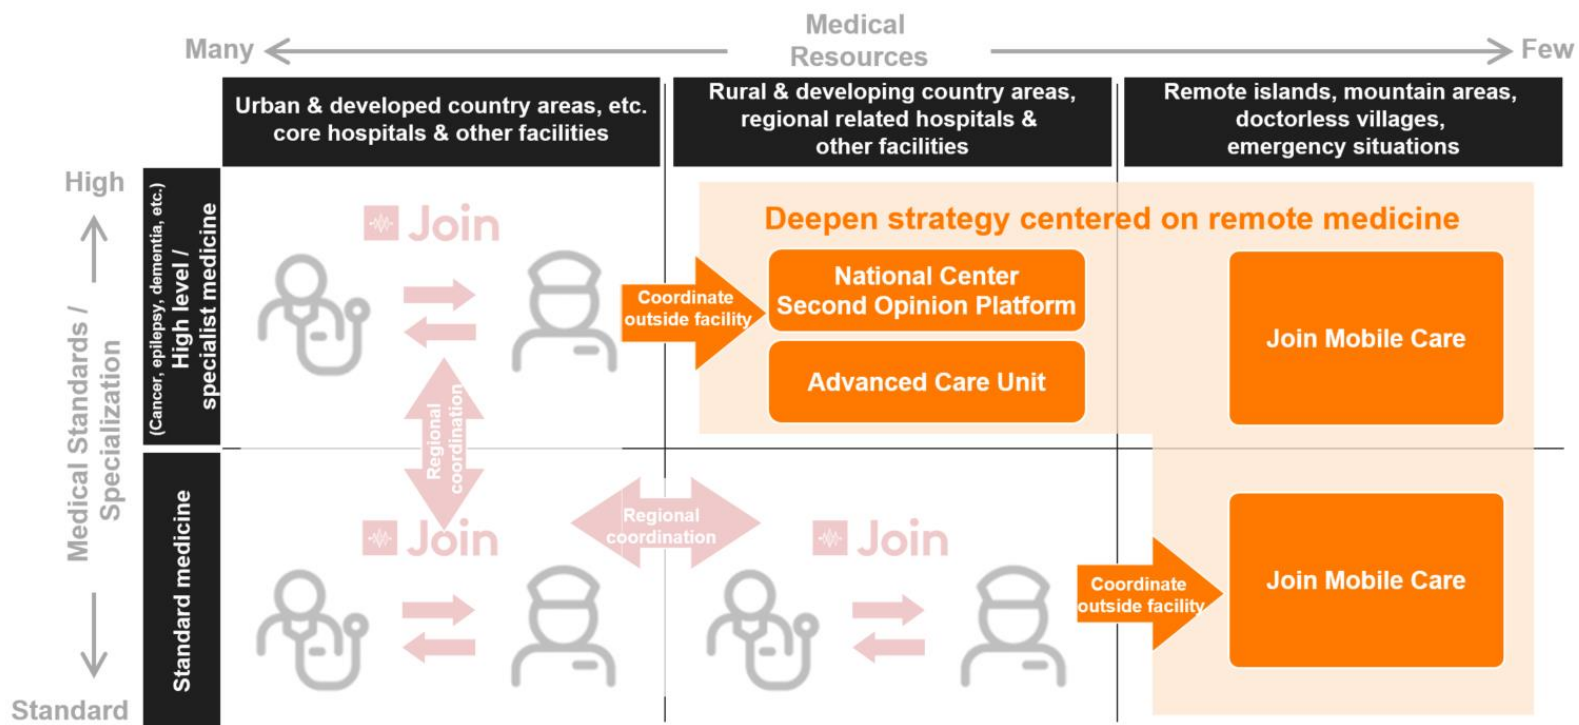 Medical
Resources
Many
Few
Urban & developed country areas, etc.
core hospitals & other facilities
Rural & developing country areas,
regional related hospitals &
other facilities
Remote islands, mountain areas,
doctorless villages,
emergency situations
High
Medical Standards /
Specialization
Standard
(Cancer, epilepsy, dementia, etc.)
High level /
specialist medicine
Join
Deepen strategy centered on remote medicine
Coordinate
outside facility
National Center
Second Opinion Platform
Advanced Care Unit
Join Mobile Care
Regional
coordination
Standard medicine
Join
Regional
coordination
Join
Coordinate
outside facility
Join Mobile Care